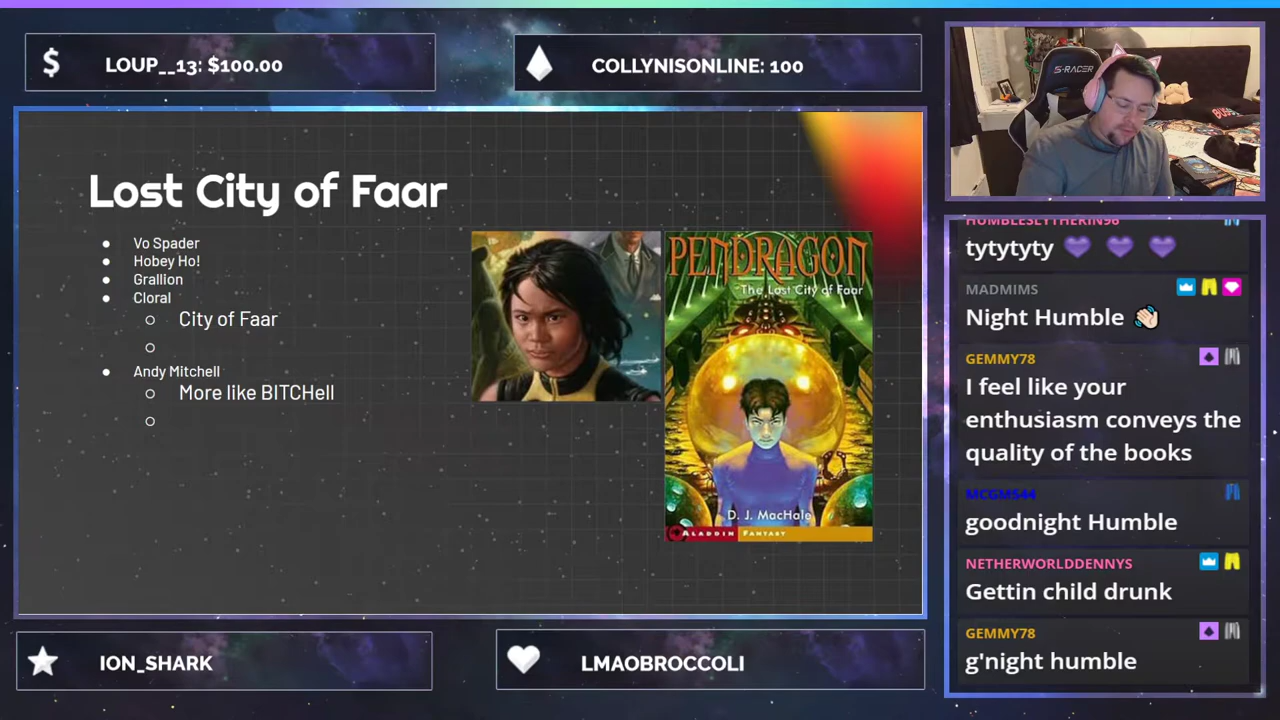 LOUP__13: $100.00
COLLYNISONLINE: 100
S-RACER
Lost City of Faar
Vo Spader
Hobey Ho!
Grallion
Cloral
City of Faar
Andy Mitchell
More like BITCHell
PENDRAGON
The Lost City of Faar
D. J. MacHale
ALADDIN FANTASY
HUMBLESLYTHERIN96
tytytyty 💜 💜 💜
MADMIMS
Night Humble 👋🏻
GEMMY78
I feel like your
enthusiasm conveys the
quality of the books
MCGMS44
goodnight Humble
NETHERWORLDDENNYS
Gettin child drunk
GEMMY78
g'night humble
ION_SHARK
LMAOBROCCOLI